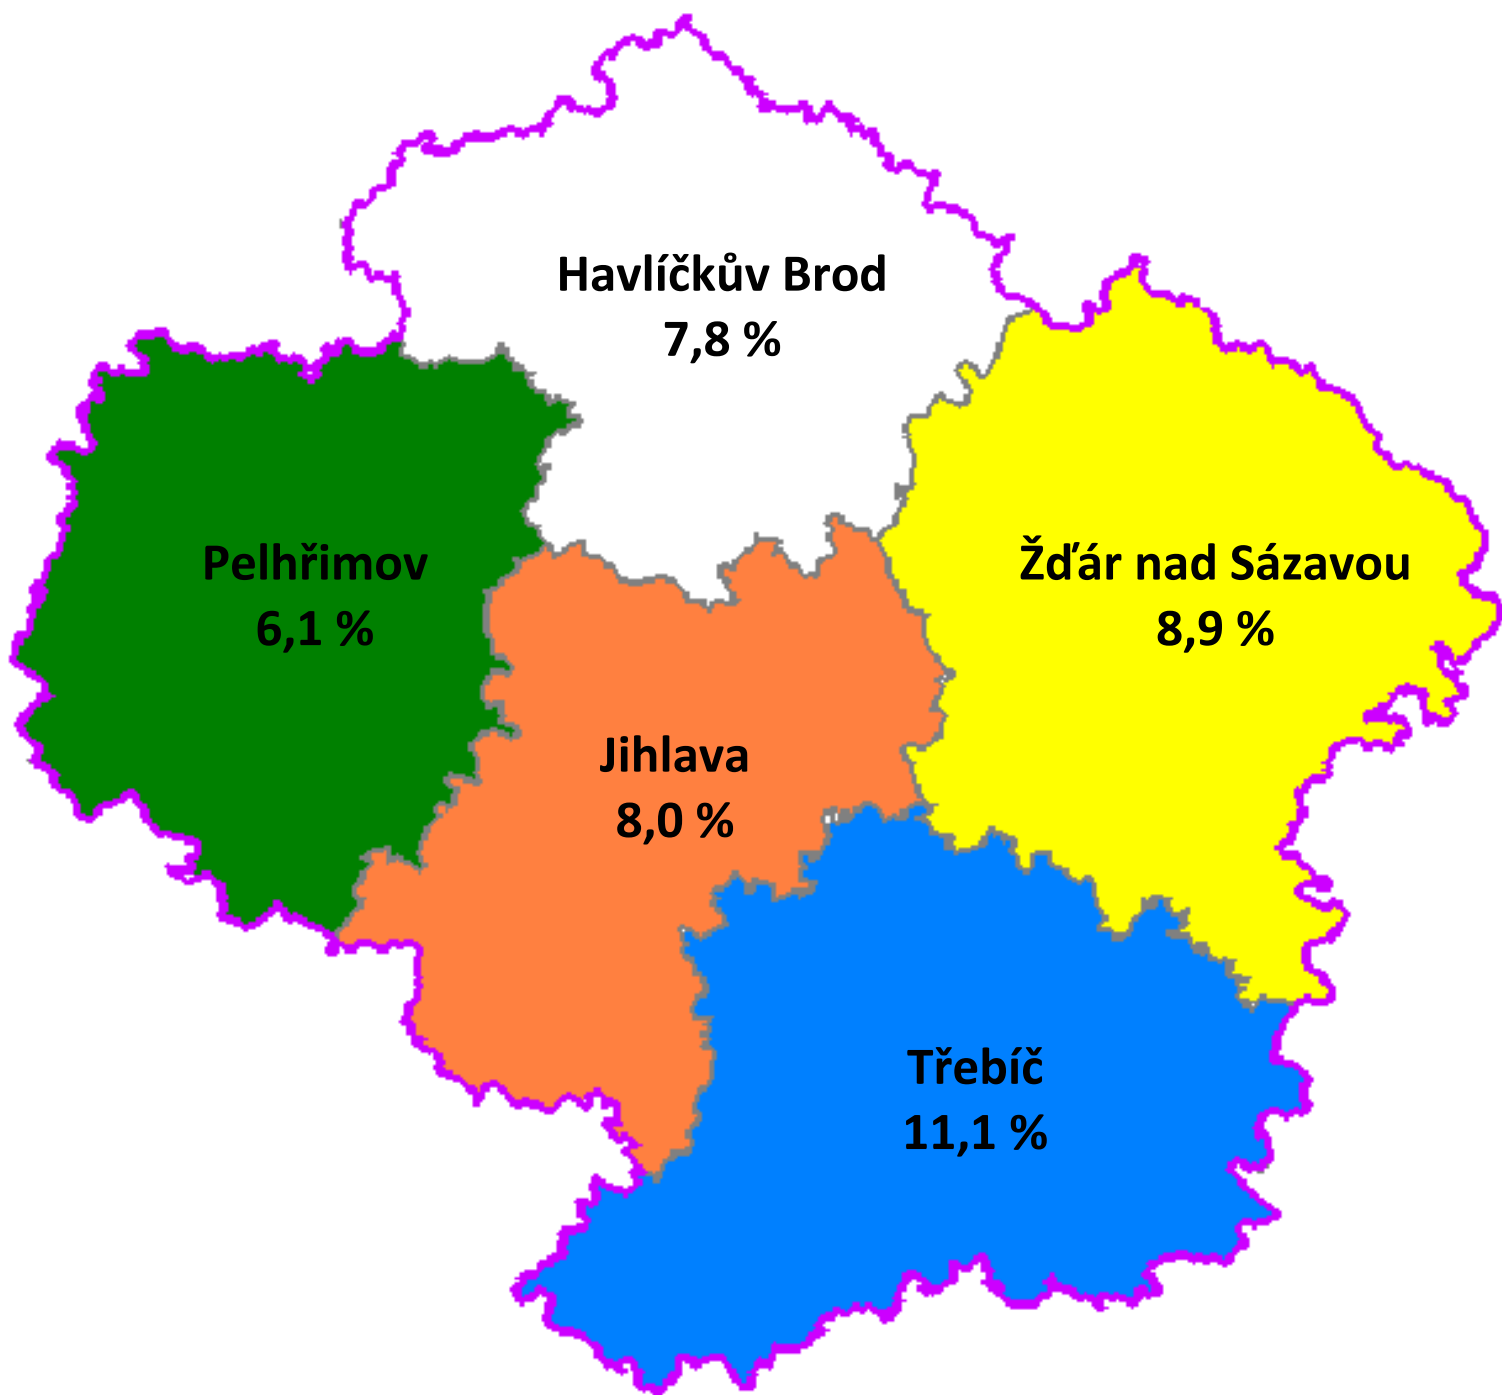 Havlíčkův Brod
7,8 %
Pelhřimov
6,1 %
Žďár nad Sázavou
8,9 %
Jihlava
8,0 %
Třebíč
11,1 %